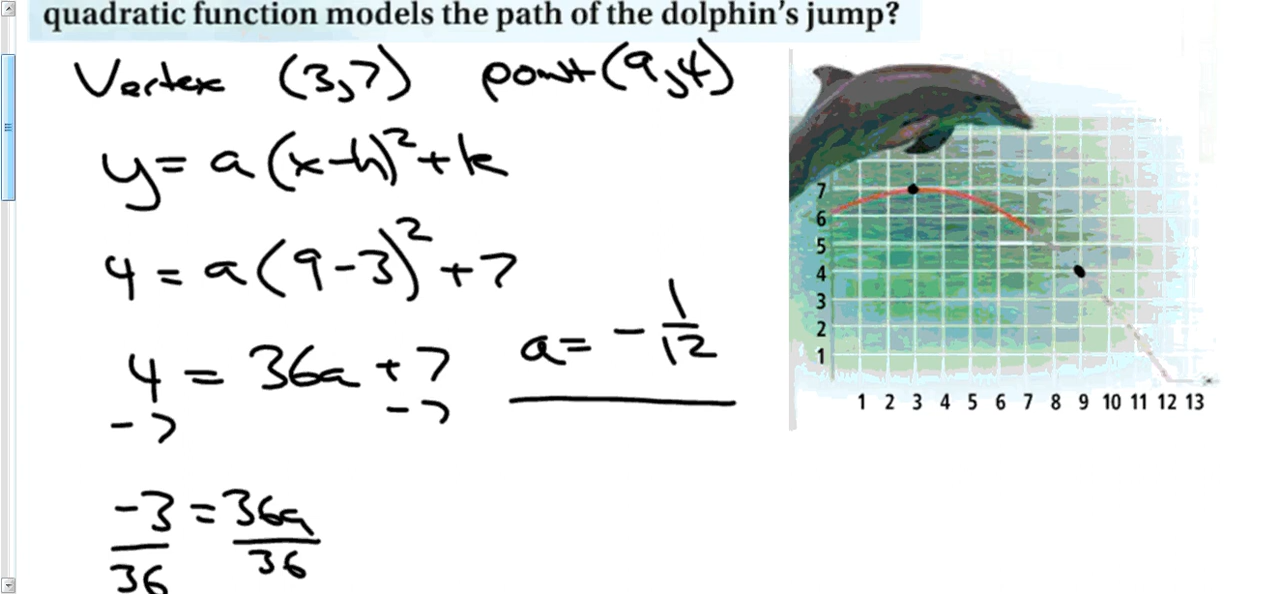 quadratic function models the path of the dolphin's jump?
Vertex (3,7) point (9,4)
y = a(x-h)²+k
4 = a(9-3)²+7
4 = 36a + 7
-7 -7
a = -1/12
-3/36 = 36a/36
7
6
5
4
3
2
1
1 2 3 4 5 6 7 8 9 10 11 12 13